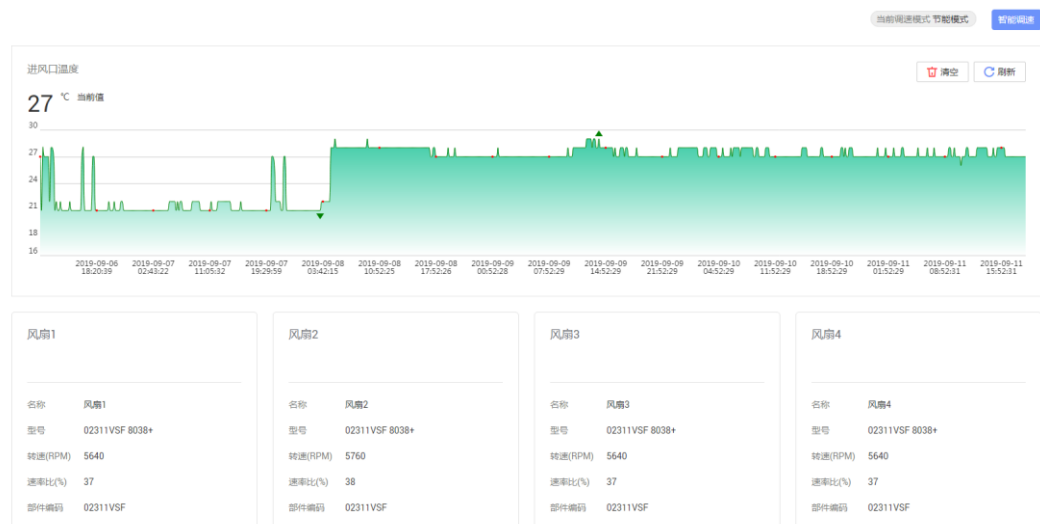 当前调速模式 节能模式 智能调速
进风口温度 清空 刷新
27 ℃ 当前值
30
27
24
21
18
16
2019-09-06 18:20:39
2019-09-07 02:43:22
2019-09-07 11:05:32
2019-09-07 19:29:59
2019-09-08 03:42:15
2019-09-08 10:52:25
2019-09-08 17:52:26
2019-09-09 00:52:28
2019-09-09 07:52:29
2019-09-09 14:52:29
2019-09-09 21:52:29
2019-09-10 04:52:29
2019-09-10 11:52:29
2019-09-10 18:52:29
2019-09-11 01:52:29
2019-09-11 08:52:31
2019-09-11 15:52:31
风扇1
名称 风扇1
型号 02311VSF 8038+
转速(RPM) 5640
速率比(%) 37
部件编码 02311VSF
风扇2
名称 风扇2
型号 02311VSF 8038+
转速(RPM) 5760
速率比(%) 38
部件编码 02311VSF
风扇3
名称 风扇3
型号 02311VSF 8038+
转速(RPM) 5640
速率比(%) 37
部件编码 02311VSF
风扇4
名称 风扇4
型号 02311VSF 8038+
转速(RPM) 5640
速率比(%) 37
部件编码 02311VSF